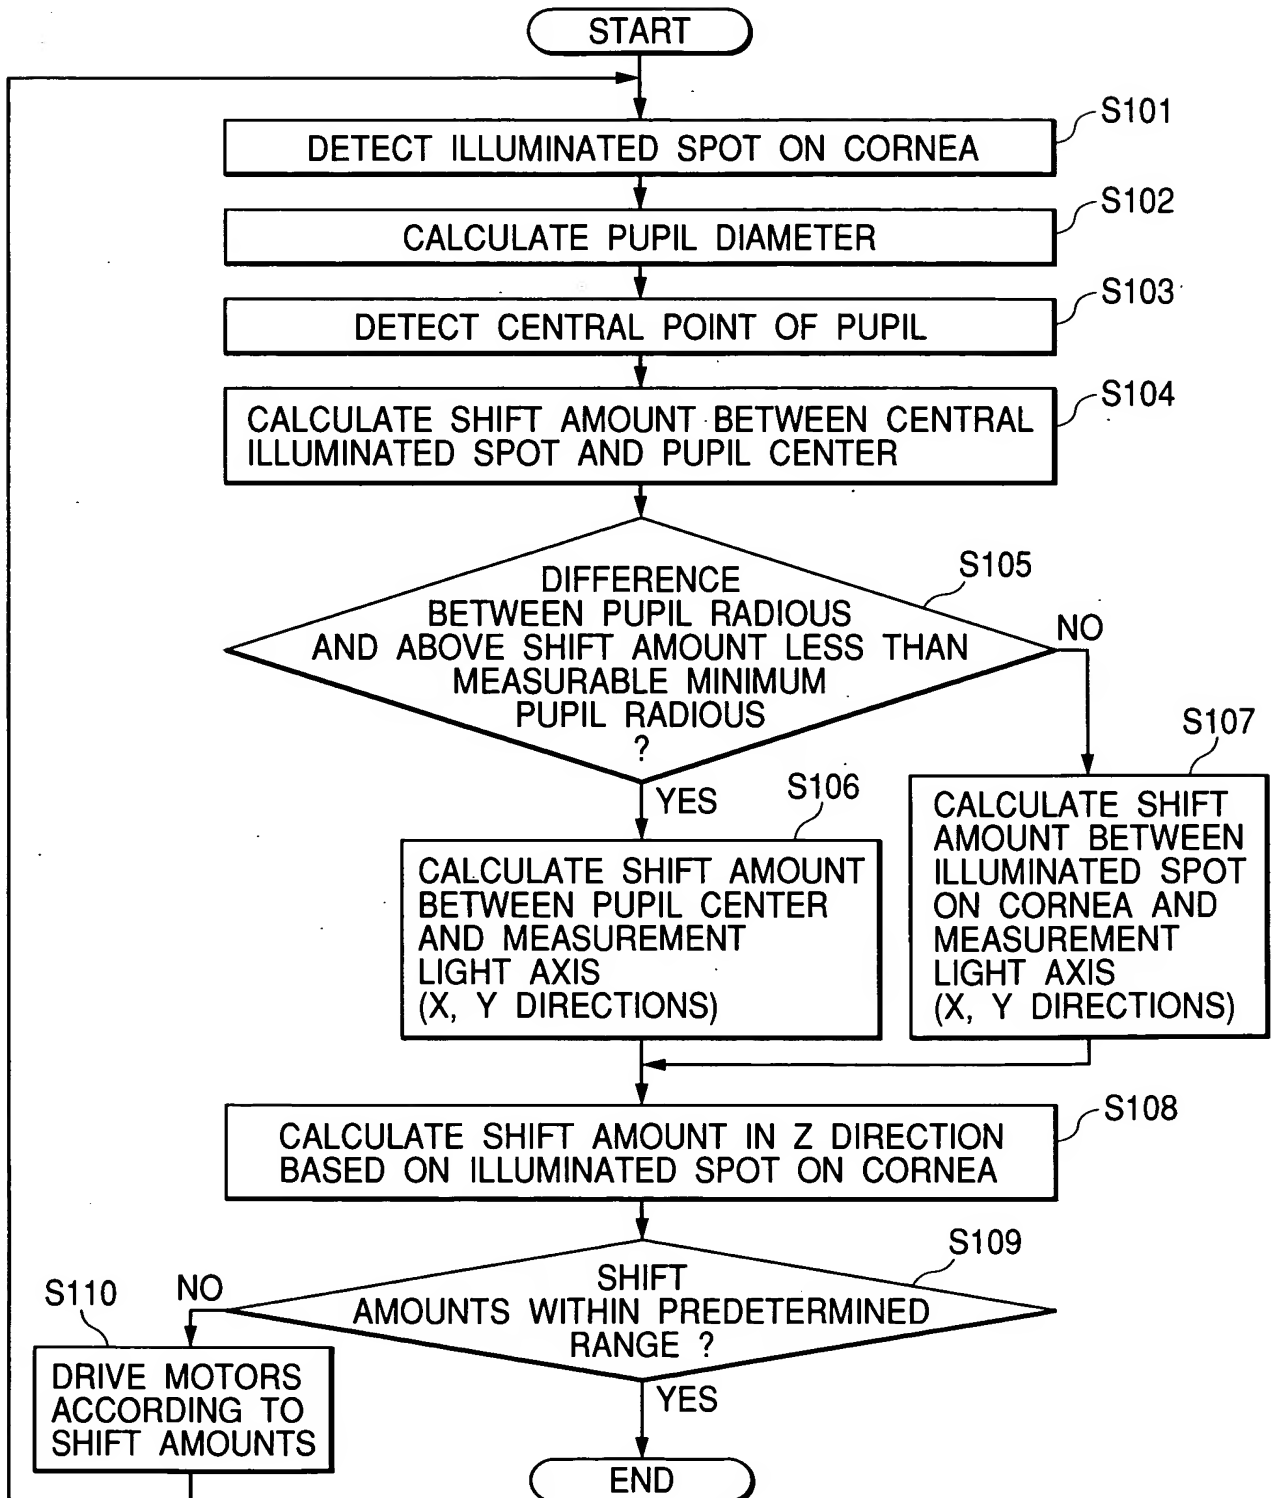 START
S101
DETECT ILLUMINATED SPOT ON CORNEA
S102
CALCULATE PUPIL DIAMETER
S103
DETECT CENTRAL POINT OF PUPIL
S104
CALCULATE SHIFT AMOUNT BETWEEN CENTRAL
ILLUMINATED SPOT AND PUPIL CENTER
S105
DIFFERENCE
BETWEEN PUPIL RADIOUS
AND ABOVE SHIFT AMOUNT LESS THAN
MEASURABLE MINIMUM
PUPIL RADIOUS
?
NO
YES
S106
CALCULATE SHIFT AMOUNT
BETWEEN PUPIL CENTER
AND MEASUREMENT
LIGHT AXIS
(X, Y DIRECTIONS)
S107
CALCULATE SHIFT
AMOUNT BETWEEN
ILLUMINATED SPOT
ON CORNEA AND
MEASUREMENT
LIGHT AXIS
(X, Y DIRECTIONS)
S108
CALCULATE SHIFT AMOUNT IN Z DIRECTION
BASED ON ILLUMINATED SPOT ON CORNEA
S109
SHIFT
AMOUNTS WITHIN PREDETERMINED
RANGE ?
NO
S110
DRIVE MOTORS
ACCORDING TO
SHIFT AMOUNTS
YES
END